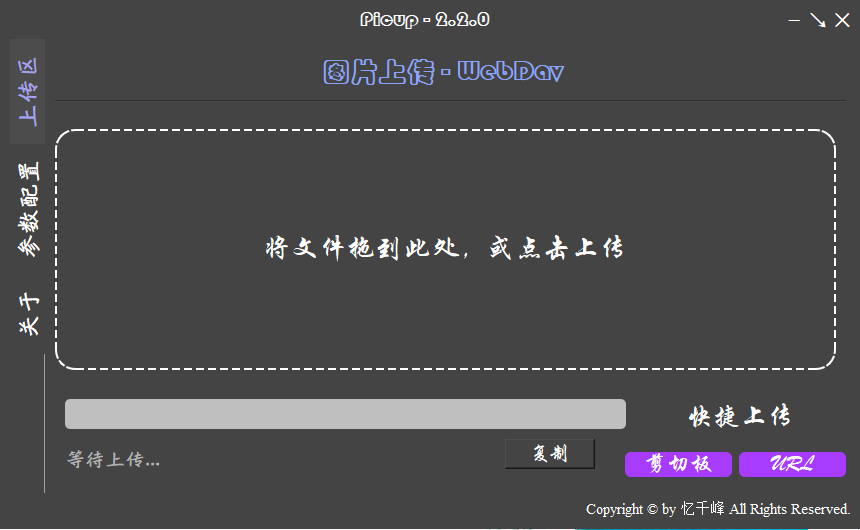 Picup - 2.2.0
图片上传 - WebDav
上传区
参数配置
关于
将文件拖到此处，或点击上传
快捷上传
等待上传...
复制
剪切板
URL
Copyright © by 忆千峰 All Rights Reserved.